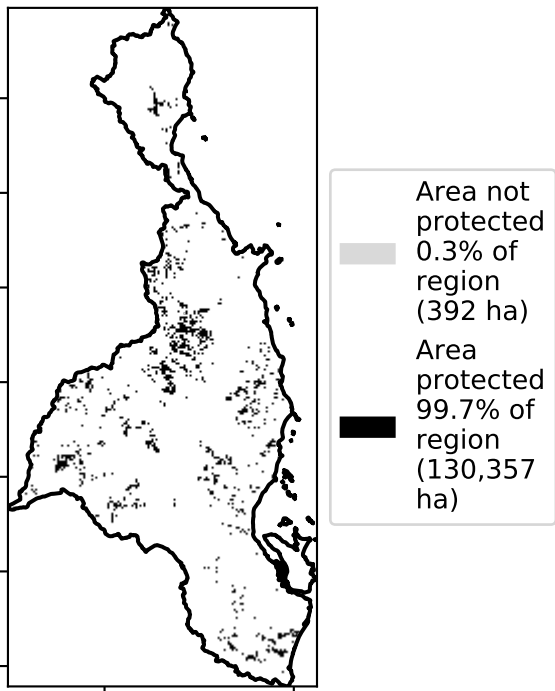 Area not
protected
0.3% of
region
(392 ha)
Area
protected
99.7% of
region
(130,357
ha)